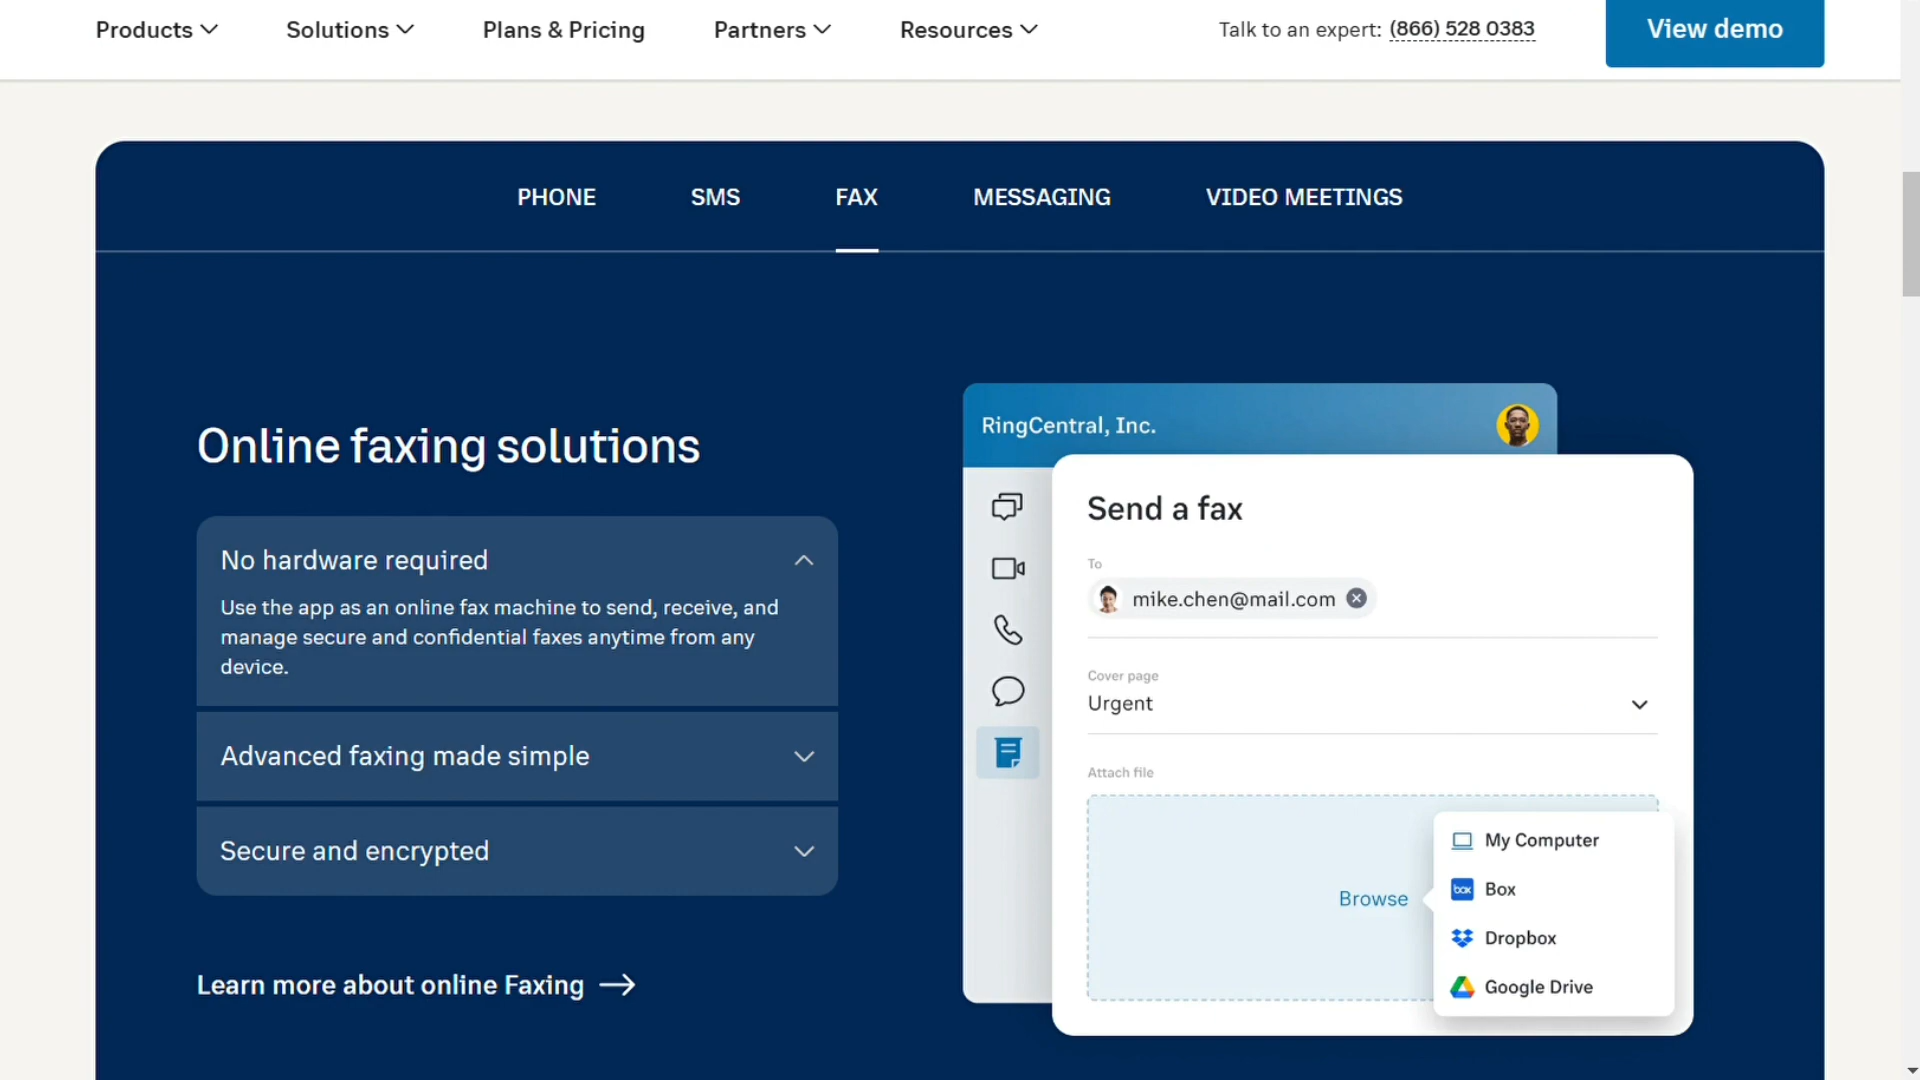 Products
Solutions
Plans & Pricing
Partners
Resources
Talk to an expert: (866) 528 0383
View demo
PHONE
SMS
FAX
MESSAGING
VIDEO MEETINGS
Online faxing solutions
No hardware required
Use the app as an online fax machine to send, receive, and
manage secure and confidential faxes anytime from any
device.
Advanced faxing made simple
Secure and encrypted
Learn more about online Faxing
RingCentral, Inc.
Send a fax
To
mike.chen@mail.com
Cover page
Urgent
Attach file
Browse
My Computer
box
Box
Dropbox
Google Drive